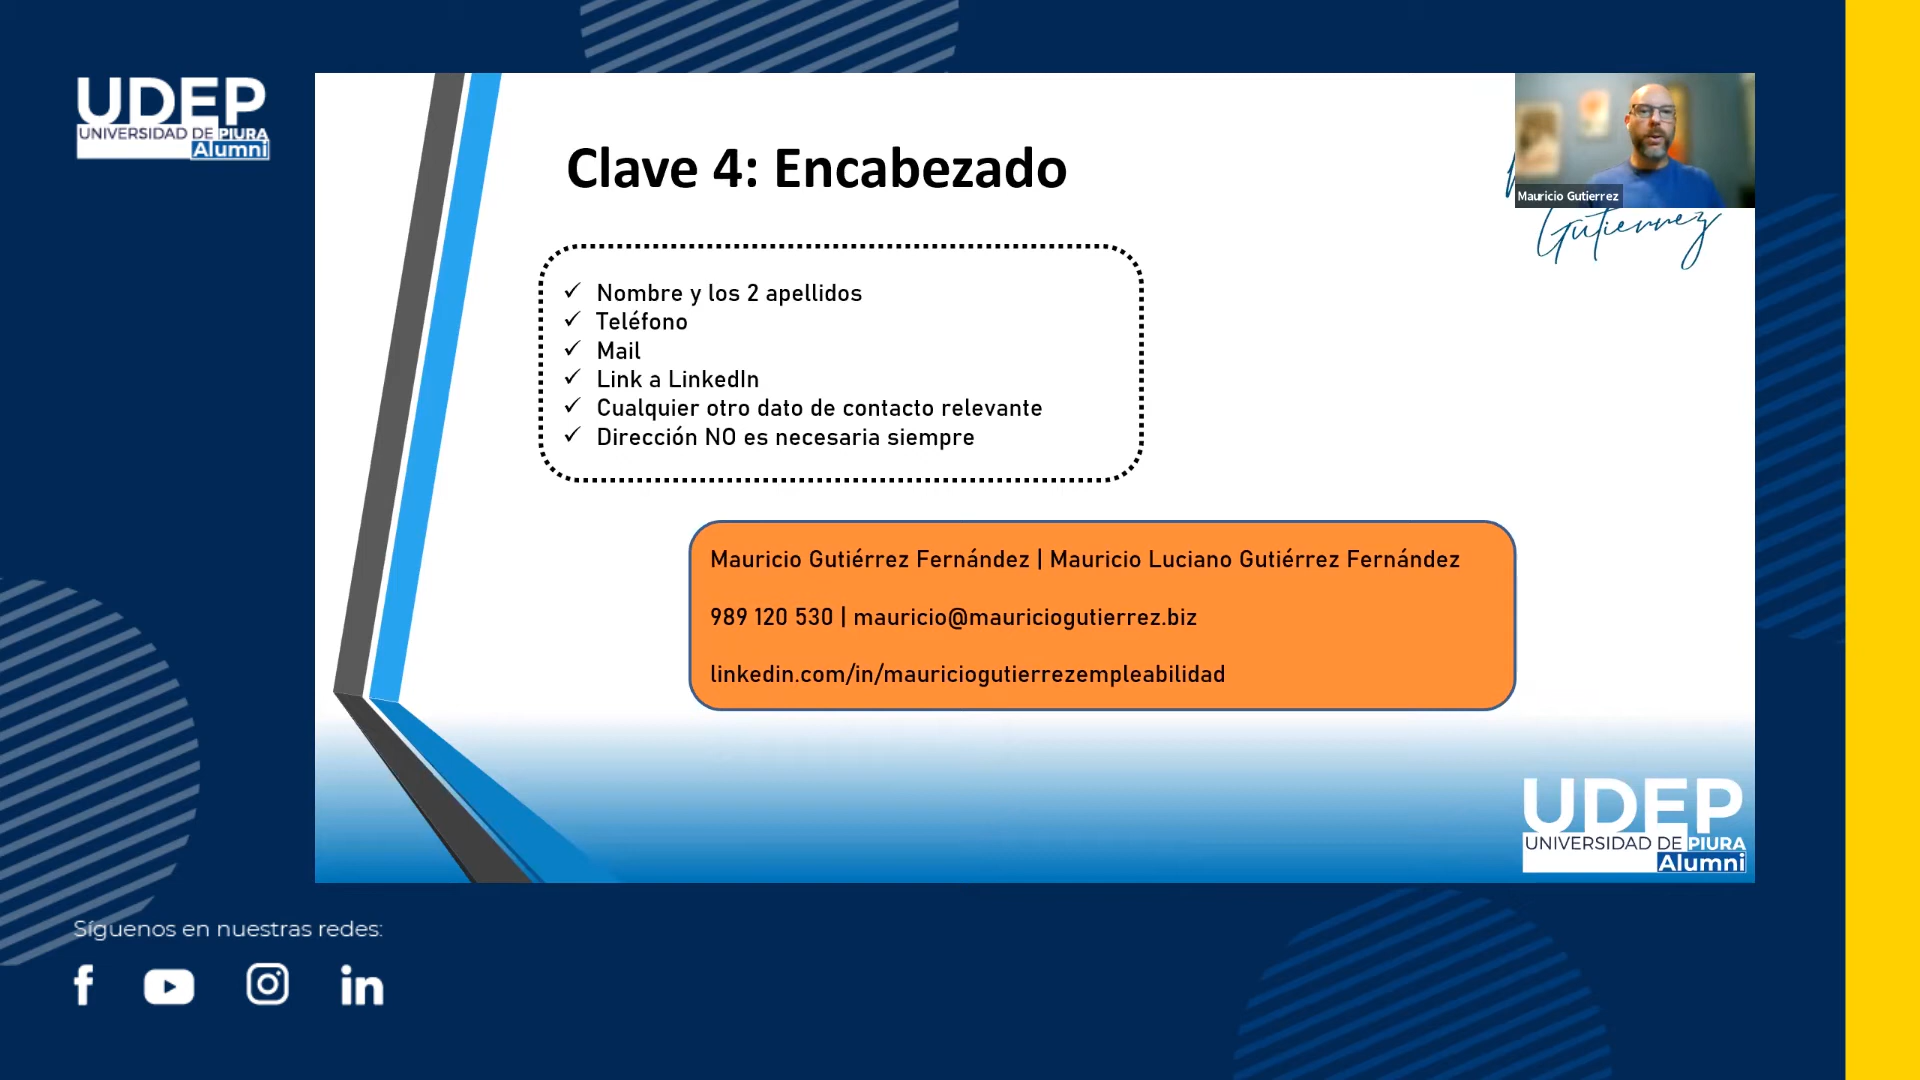 UDEP
UNIVERSIDAD DE PIURA
Alumni
Clave 4: Encabezado
Mauricio Gutierrez
Gutierrez
✓ Nombre y los 2 apellidos
✓ Teléfono
✓ Mail
✓ Link a LinkedIn
✓ Cualquier otro dato de contacto relevante
✓ Dirección NO es necesaria siempre
Mauricio Gutiérrez Fernández | Mauricio Luciano Gutiérrez Fernández
989 120 530 | mauricio@mauriciogutierrez.biz
linkedin.com/in/mauriciogutierrezempleabilidad
UDEP
UNIVERSIDAD DE PIURA
Alumni
Síguenos en nuestras redes: